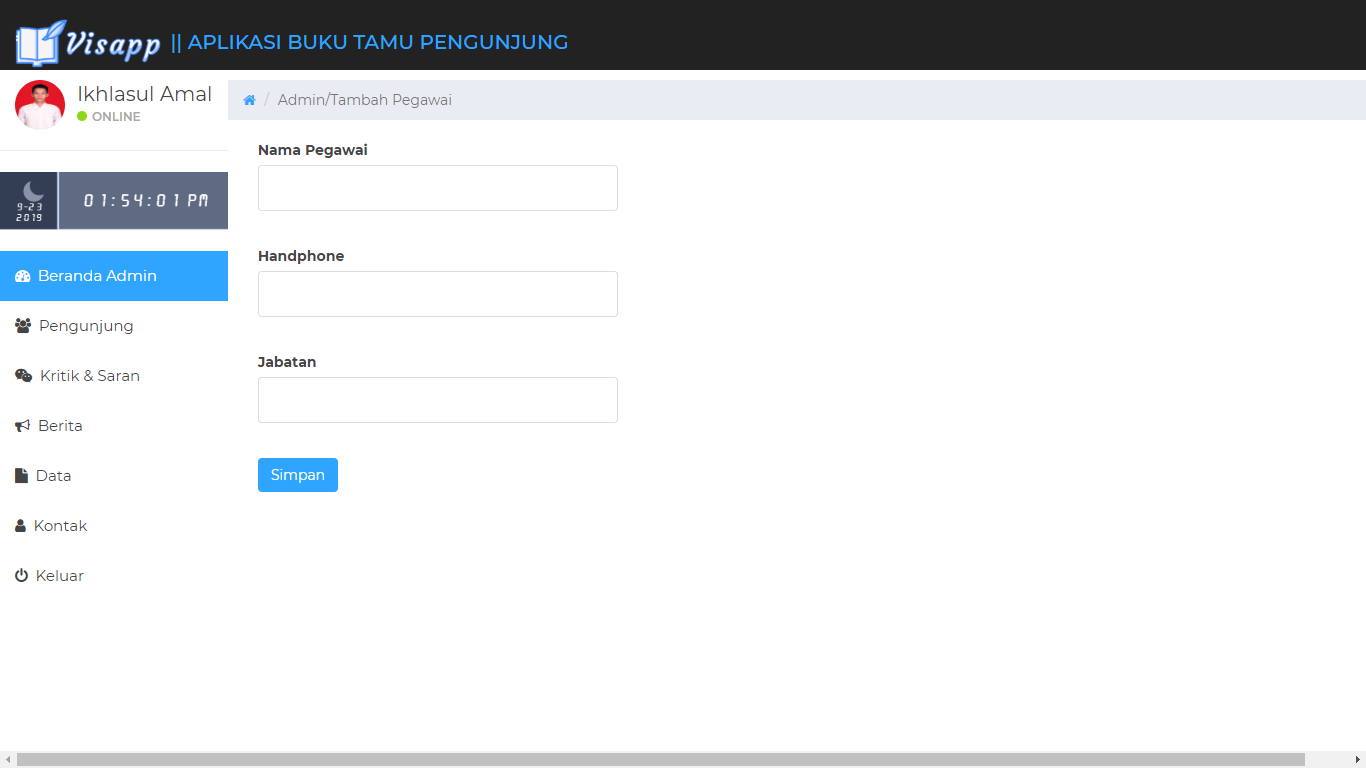 Visapp || APLIKASI BUKU TAMU PENGUNJUNG
Ikhlasul Amal
ONLINE
/ Admin/Tambah Pegawai
9-23
2019
01:54:01 PM
Beranda Admin
Pengunjung
Kritik & Saran
Berita
Data
Kontak
Keluar
Nama Pegawai
Handphone
Jabatan
Simpan